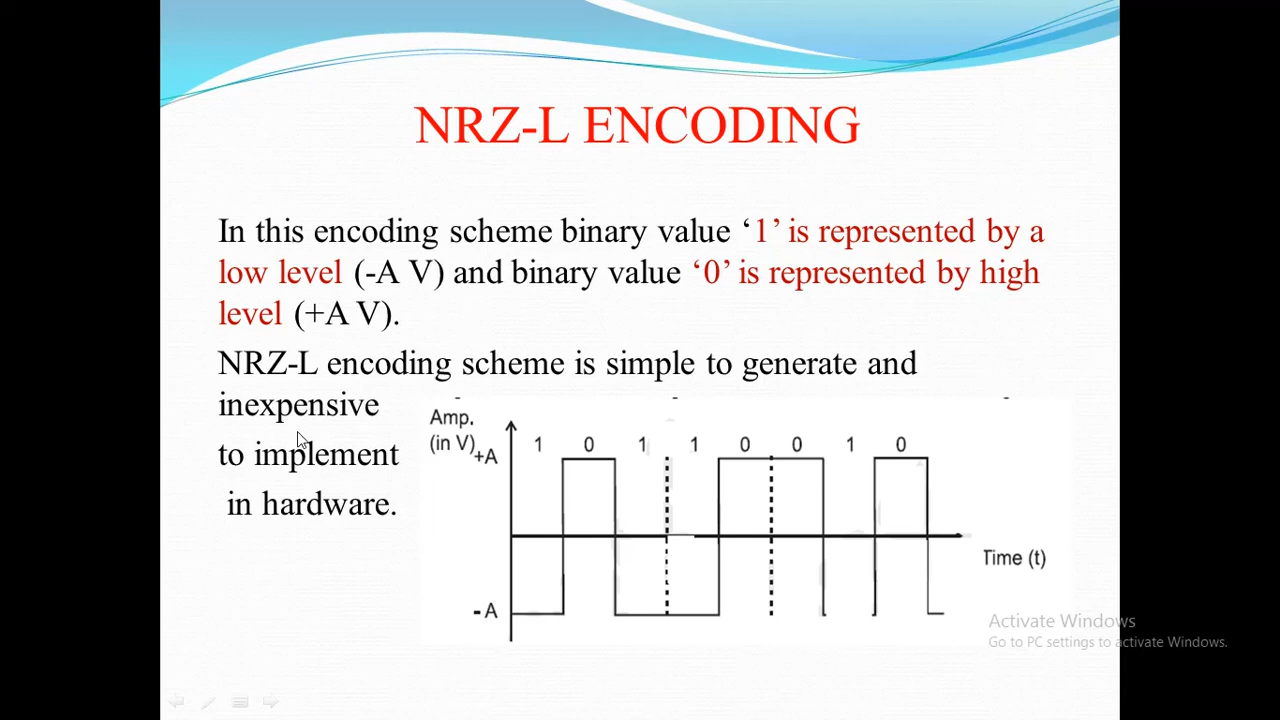 NRZ-L ENCODING
In this encoding scheme binary value ‘1’ is represented by a
low level (-A V) and binary value ‘0’ is represented by high
level (+A V).
NRZ-L encoding scheme is simple to generate and
inexpensive
to implement
in hardware.
Amp.
(in V)
+A
1 0 1 1 0 0 1 0
Time (t)
-A
Activate Windows
Go to PC settings to activate Windows.